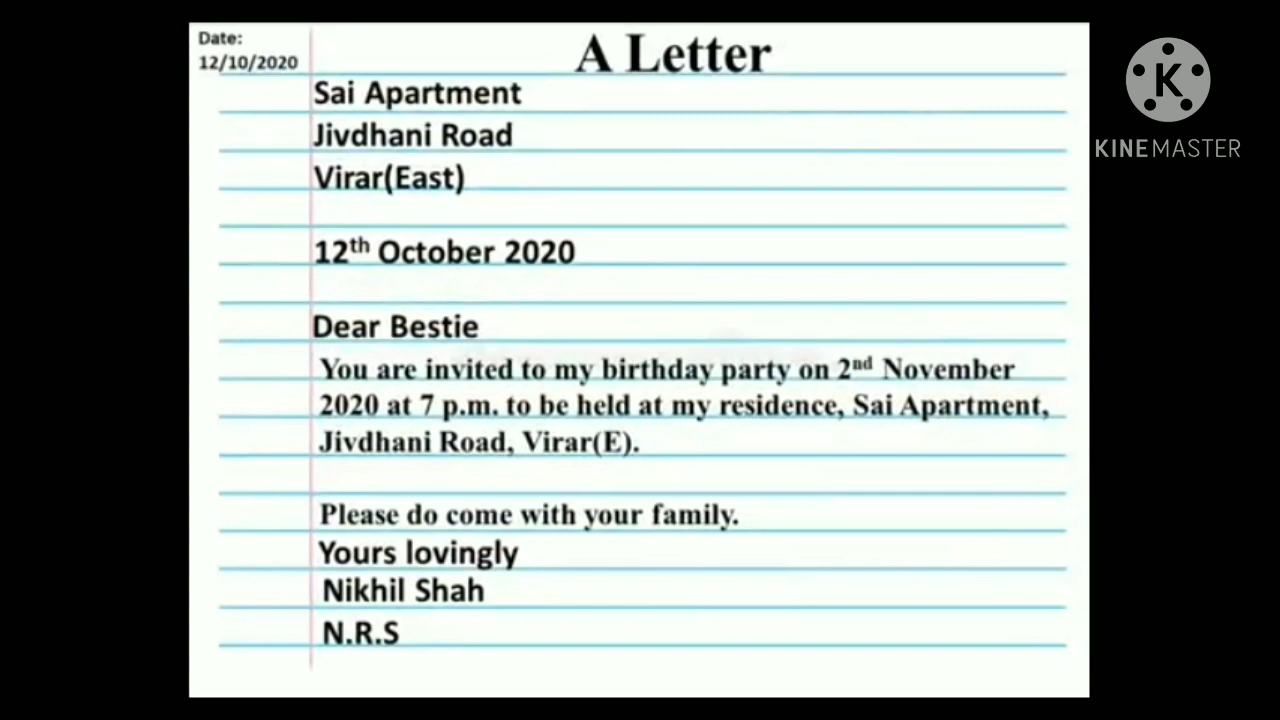 Date:
12/10/2020
A Letter
Sai Apartment
Jivdhani Road
Virar(East)
12th October 2020
Dear Bestie
You are invited to my birthday party on 2nd November
2020 at 7 p.m. to be held at my residence, Sai Apartment,
Jivdhani Road, Virar(E).
Please do come with your family.
Yours lovingly
Nikhil Shah
N.R.S
K
KINEMASTER